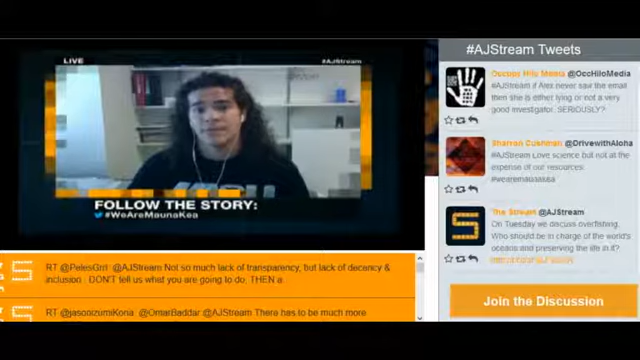 LIVE
#AJStream
FOLLOW THE STORY:
#WeAreMaunaKea
RT @PelesGrrl: @AJStream Not so much lack of transparency, but lack of decency &
inclusion. DON'T tell us what you are going to do, THEN a
RT @jasonizumiKoria: @OmarBaddar @AJStream There has to be much more
#AJStream Tweets
Occupy Hilo Media @OccHiloMedia
#AJStream if Alex never saw the email
then she is either lying or not a very
good investigator. SERIOUSLY?
Sharron Cushman @DrivewithAloha
#AJStream Love science but not at the
expense of our resources
#wearemaunakea
The Stream @AJStream
On Tuesday we discuss overfishing.
Who should be in charge of the world's
oceans and preserving the life in it?
Join the Discussion